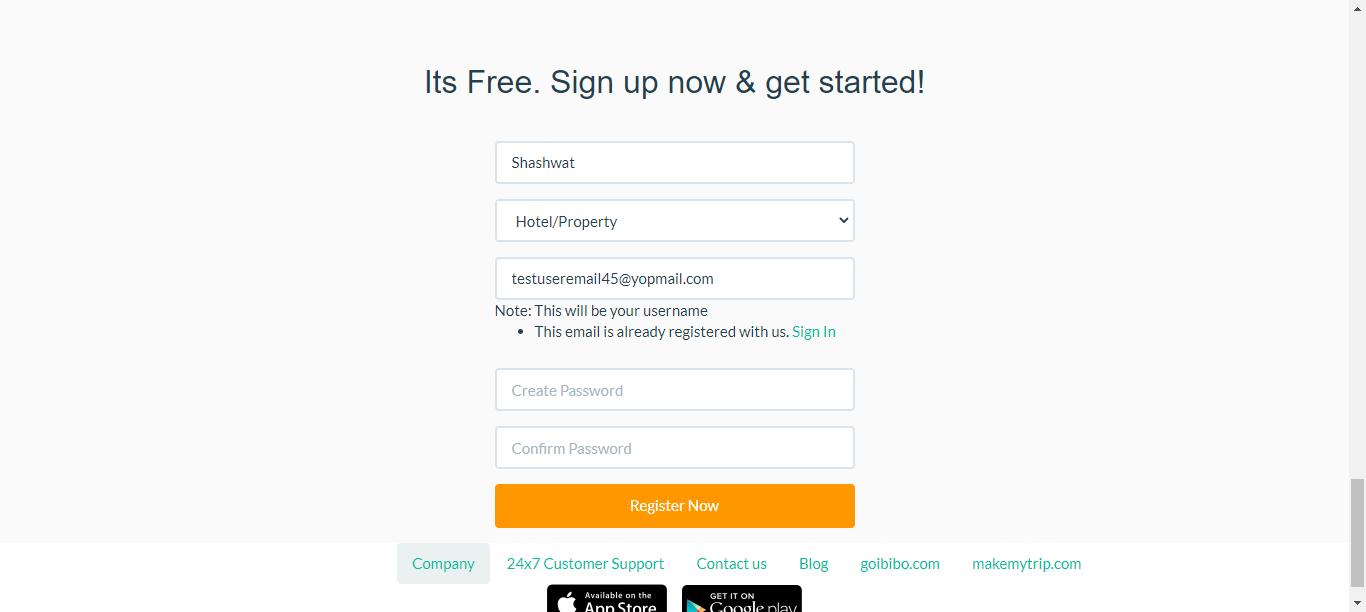 Its Free. Sign up now & get started!
Shashwat
Hotel/Property
testuseremail45@yopmail.com
Note: This will be your username
• This email is already registered with us. Sign In
Create Password
Confirm Password
Register Now
Company 24x7 Customer Support Contact us Blog goibibo.com makemytrip.com
Available on the
App Store
GET IT ON
Google play